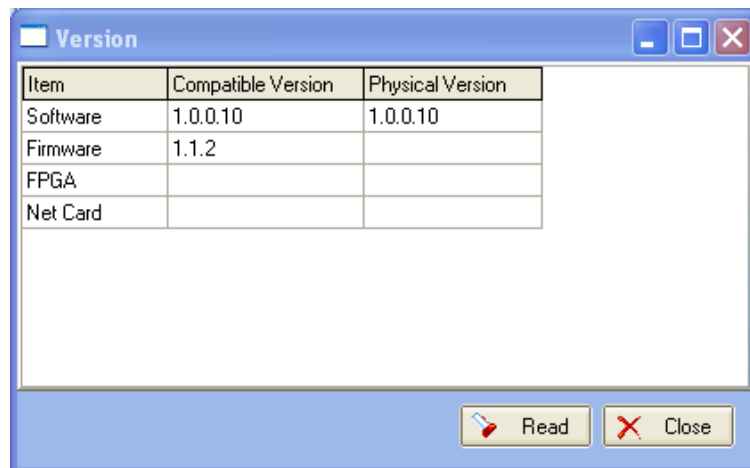 Version
Item Compatible Version Physical Version
Software 1.0.0.10 1.0.0.10
Firmware 1.1.2
FPGA
Net Card
Read Close